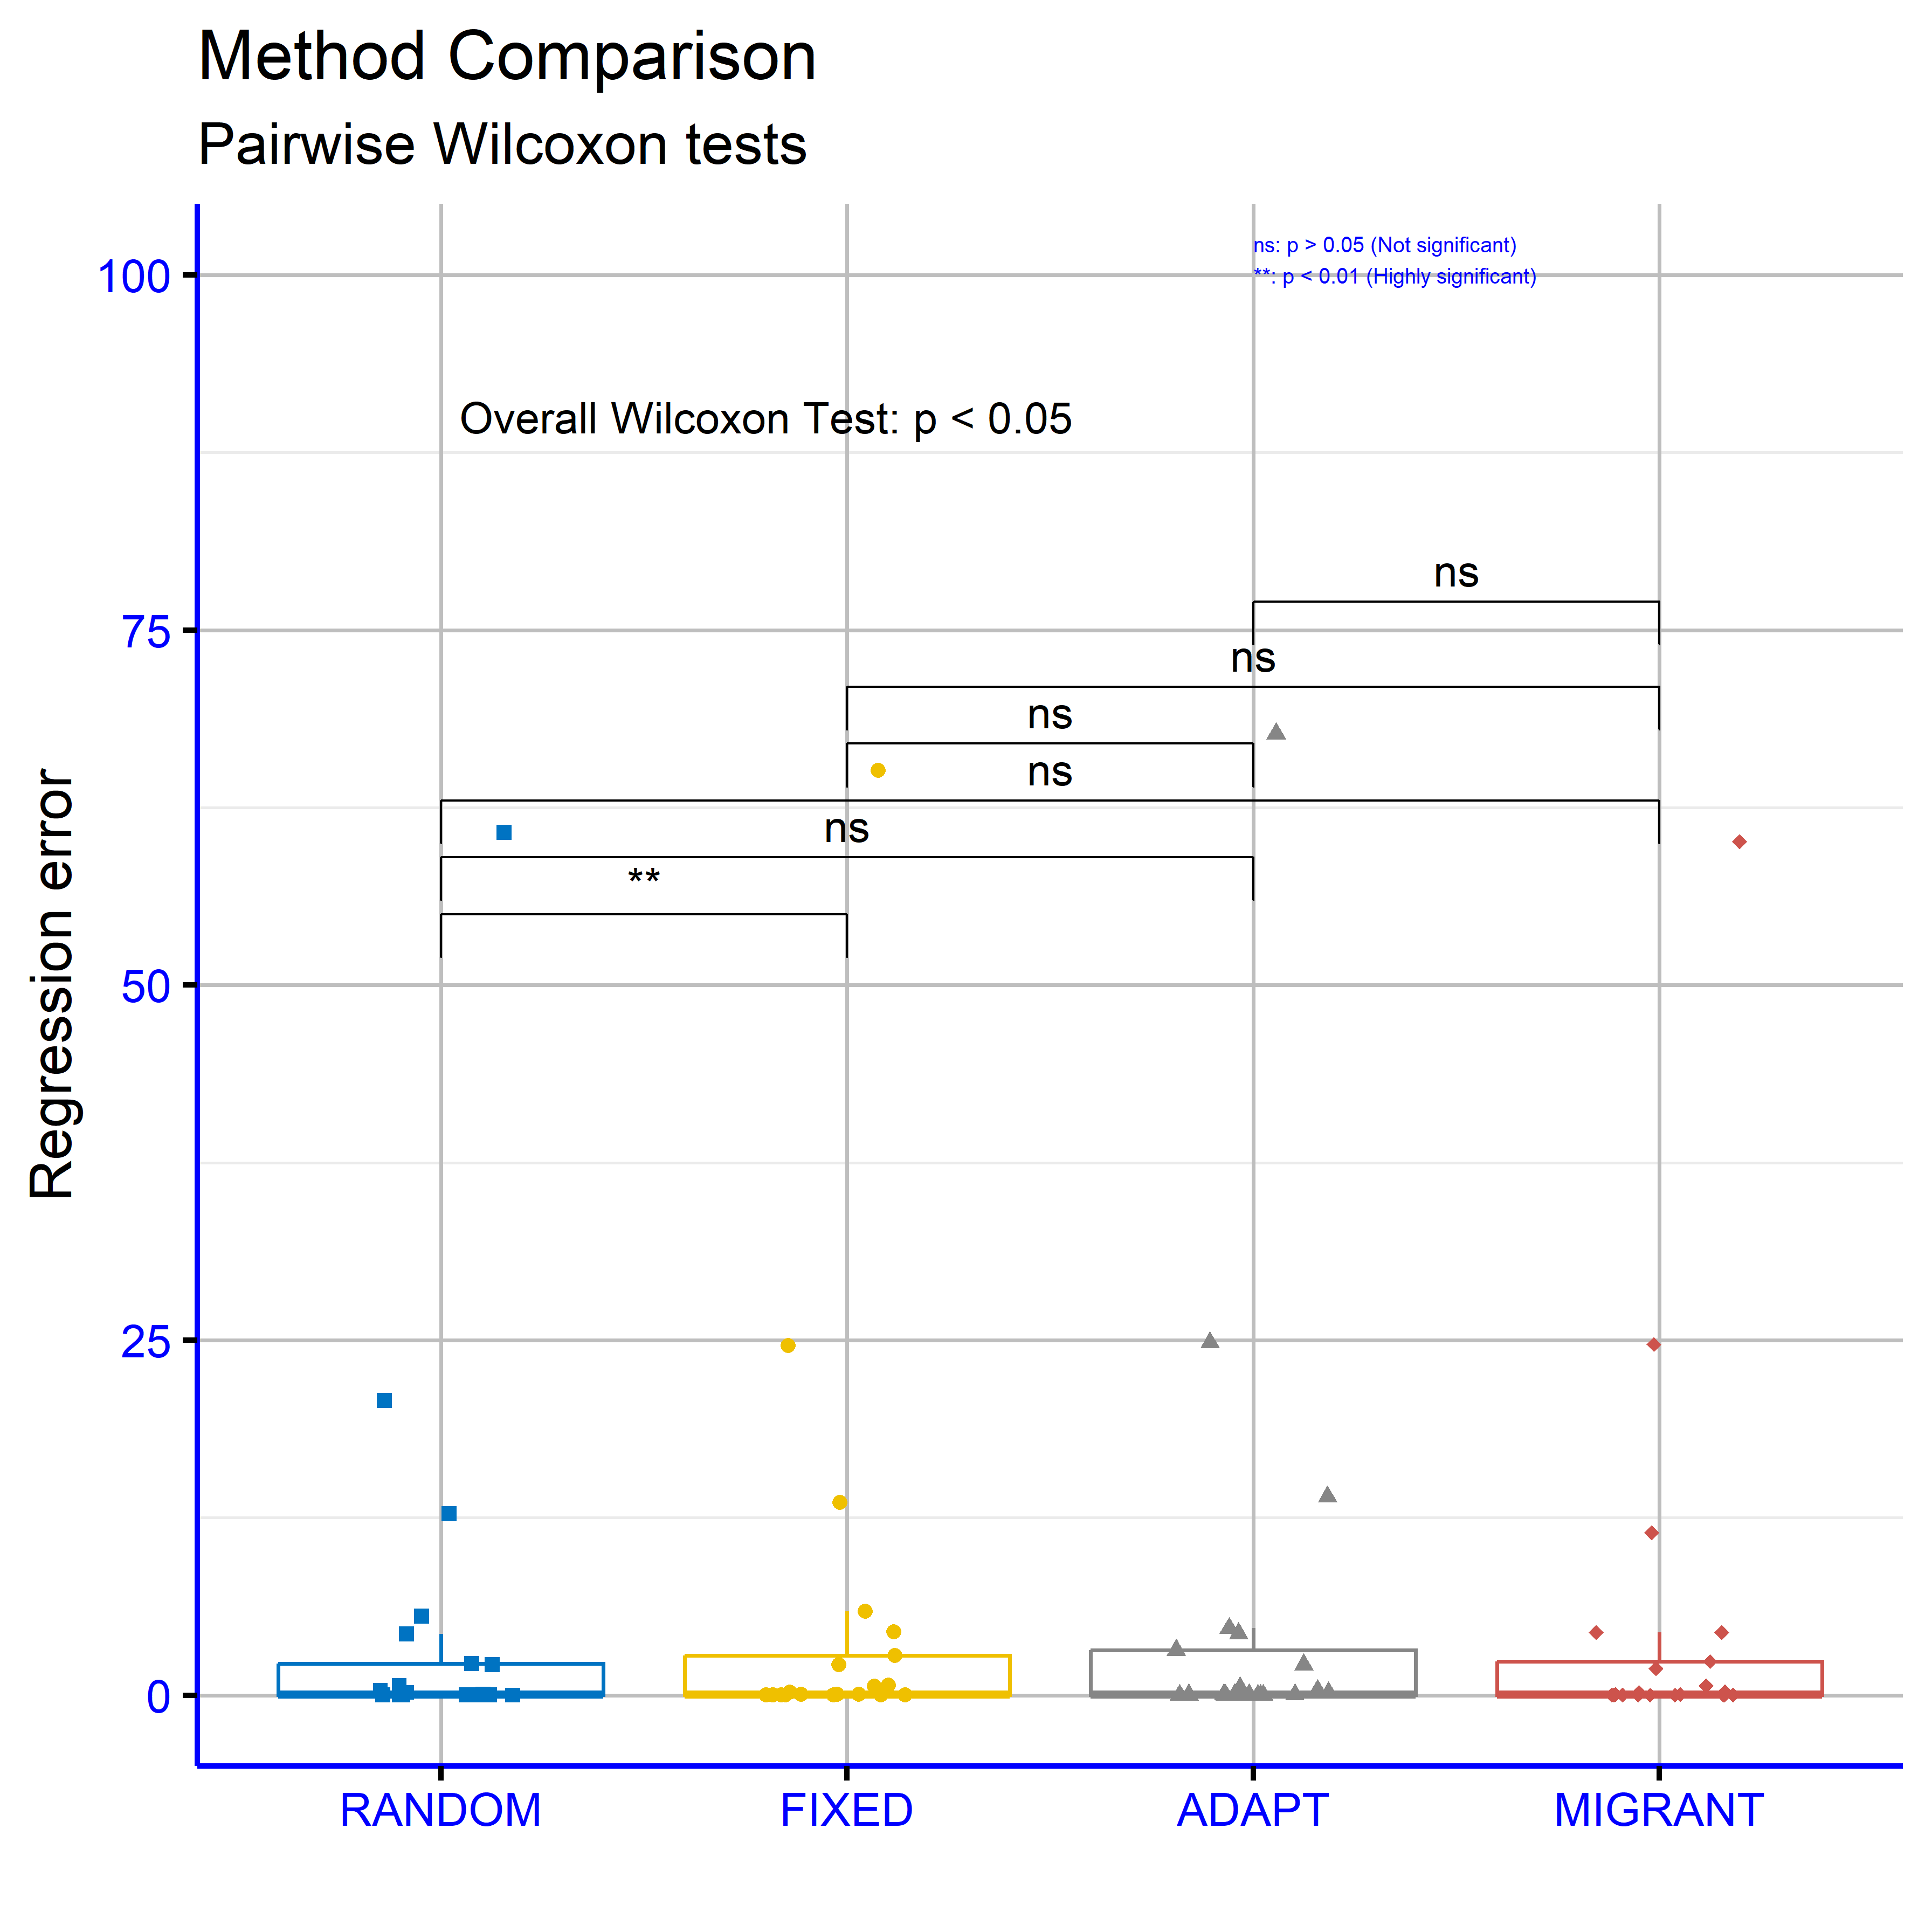 Method Comparison
Pairwise Wilcoxon tests
ns: p > 0.05 (Not significant)
100
**: p < 0.01 (Highly significant)
Overall Wilcoxon Test: p < 0.05
ns
75
ns
ns
ns
ns
**
50
25
0
Regression error
RANDOM FIXED ADAPT MIGRANT